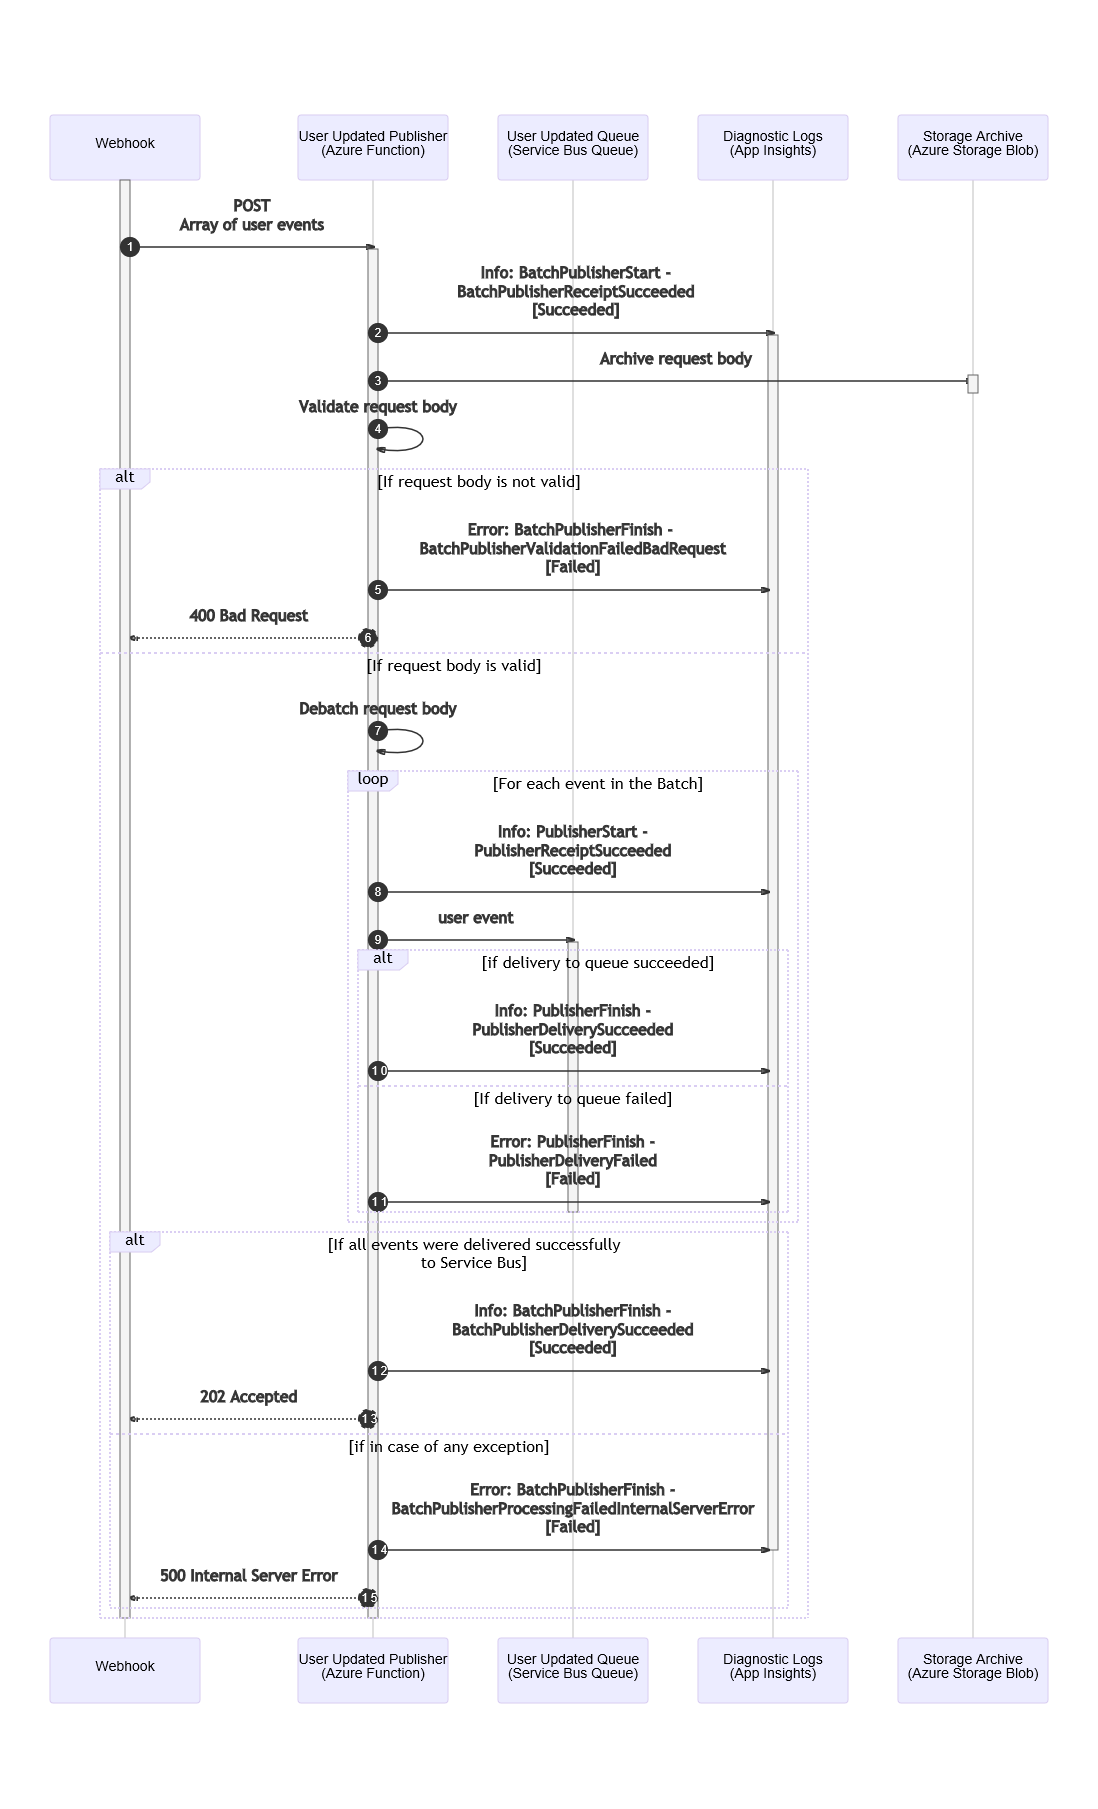 Webhook
User Updated Publisher
(Azure Function)
User Updated Queue
(Service Bus Queue)
Diagnostic Logs
(App Insights)
Storage Archive
(Azure Storage Blob)
POST
Array of user events
1
Info: BatchPublisherStart -
BatchPublisherReceiptSucceeded
[Succeeded]
2
Archive request body
3
Validate request body
4
alt
[If request body is not valid]
Error: BatchPublisherFinish -
BatchPublisherValidationFailedBadRequest
[Failed]
5
400 Bad Request
6
[If request body is valid]
Debatch request body
7
loop
[For each event in the Batch]
Info: PublisherStart -
PublisherReceiptSucceeded
[Succeeded]
8
user event
9
alt
[if delivery to queue succeeded]
Info: PublisherFinish -
PublisherDeliverySucceeded
[Succeeded]
10
[If delivery to queue failed]
Error: PublisherFinish -
PublisherDeliveryFailed
[Failed]
11
alt
[If all events were delivered successfully
to Service Bus]
Info: BatchPublisherFinish -
BatchPublisherDeliverySucceeded
[Succeeded]
12
202 Accepted
13
[if in case of any exception]
Error: BatchPublisherFinish -
BatchPublisherProcessingFailedInternalServerError
[Failed]
14
500 Internal Server Error
15
Webhook
User Updated Publisher
(Azure Function)
User Updated Queue
(Service Bus Queue)
Diagnostic Logs
(App Insights)
Storage Archive
(Azure Storage Blob)